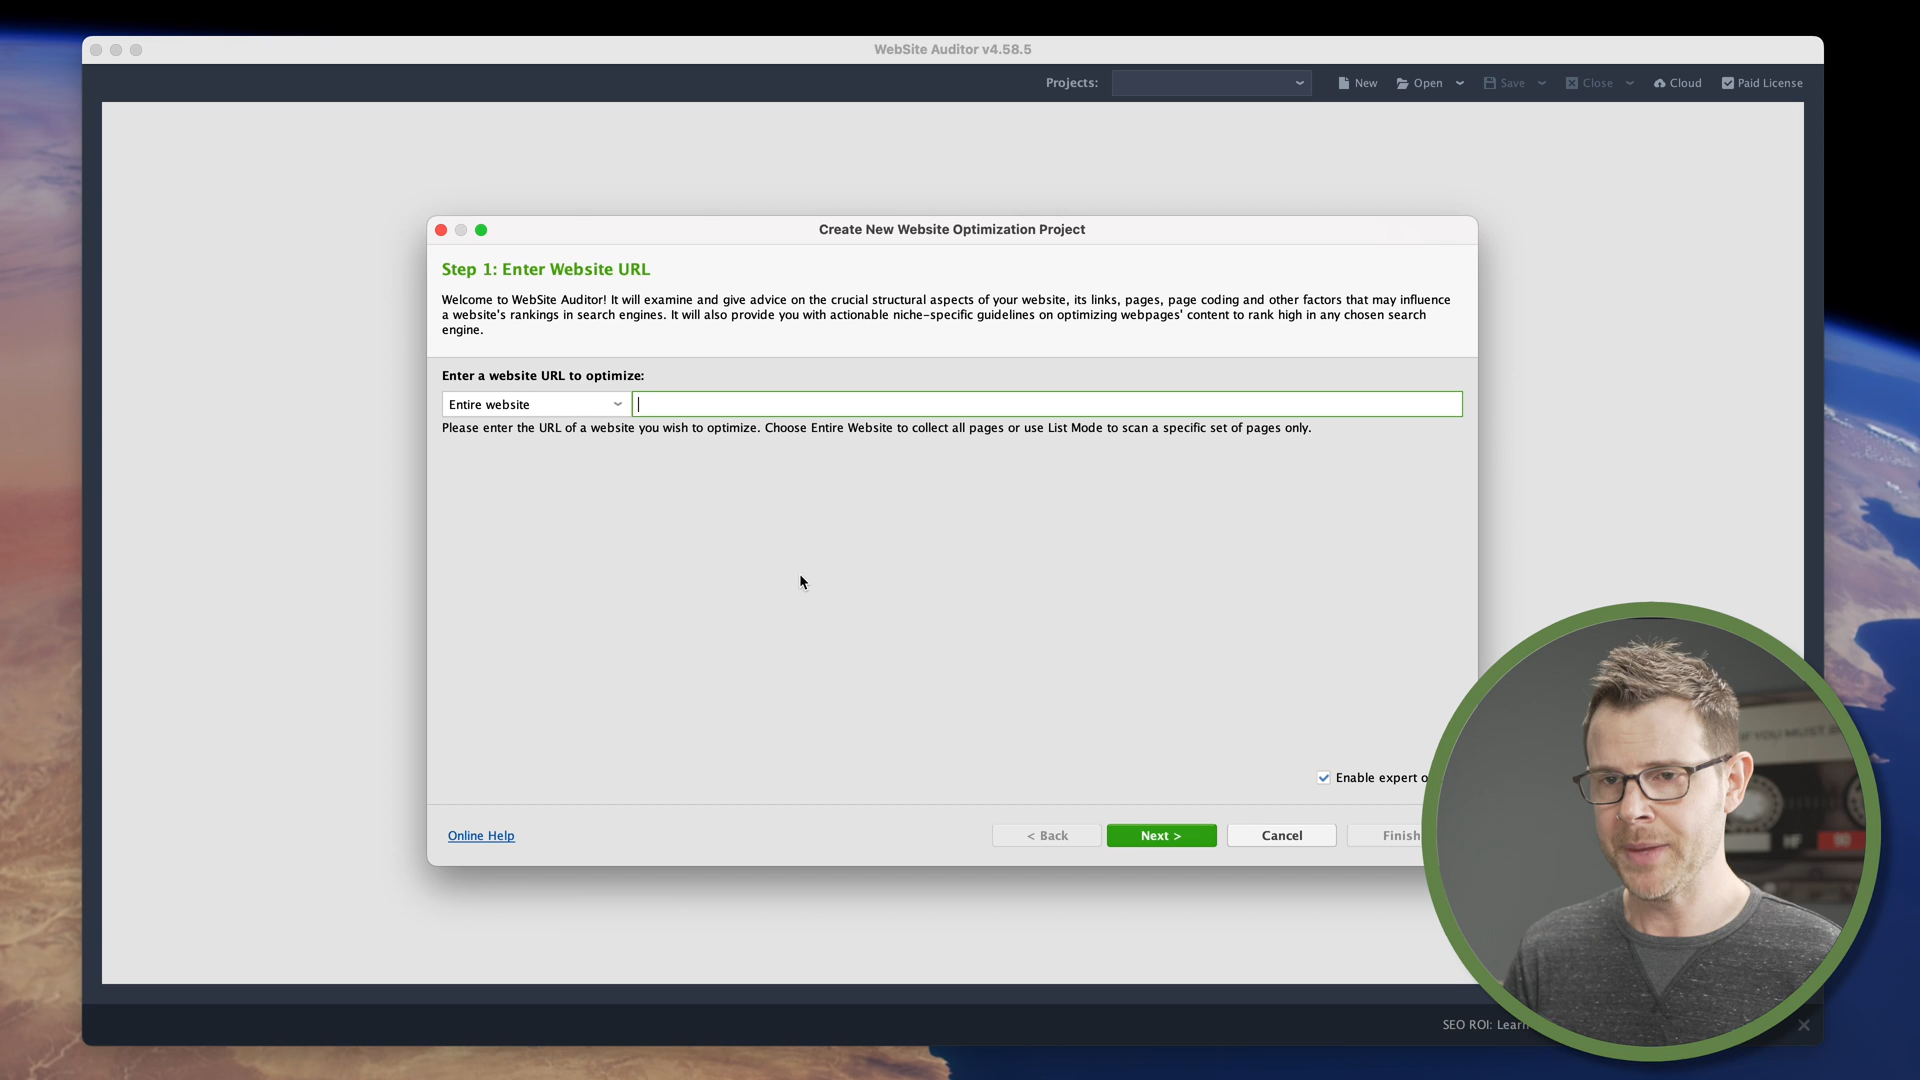 WebSite Auditor v4.58.5
Projects: New Open Save Close Cloud Paid License
Create New Website Optimization Project
Step 1: Enter Website URL
Welcome to WebSite Auditor! It will examine and give advice on the crucial structural aspects of your website, its links, pages, page coding and other factors that may influence
a website's rankings in search engines. It will also provide you with actionable niche-specific guidelines on optimizing webpages' content to rank high in any chosen search
engine.
Enter a website URL to optimize:
Entire website
Please enter the URL of a website you wish to optimize. Choose Entire Website to collect all pages or use List Mode to scan a specific set of pages only.
IF YOU MUST
Enable expert
Online Help
< Back
Next >
Cancel
Finish
HF
90
SEO ROI: Learn